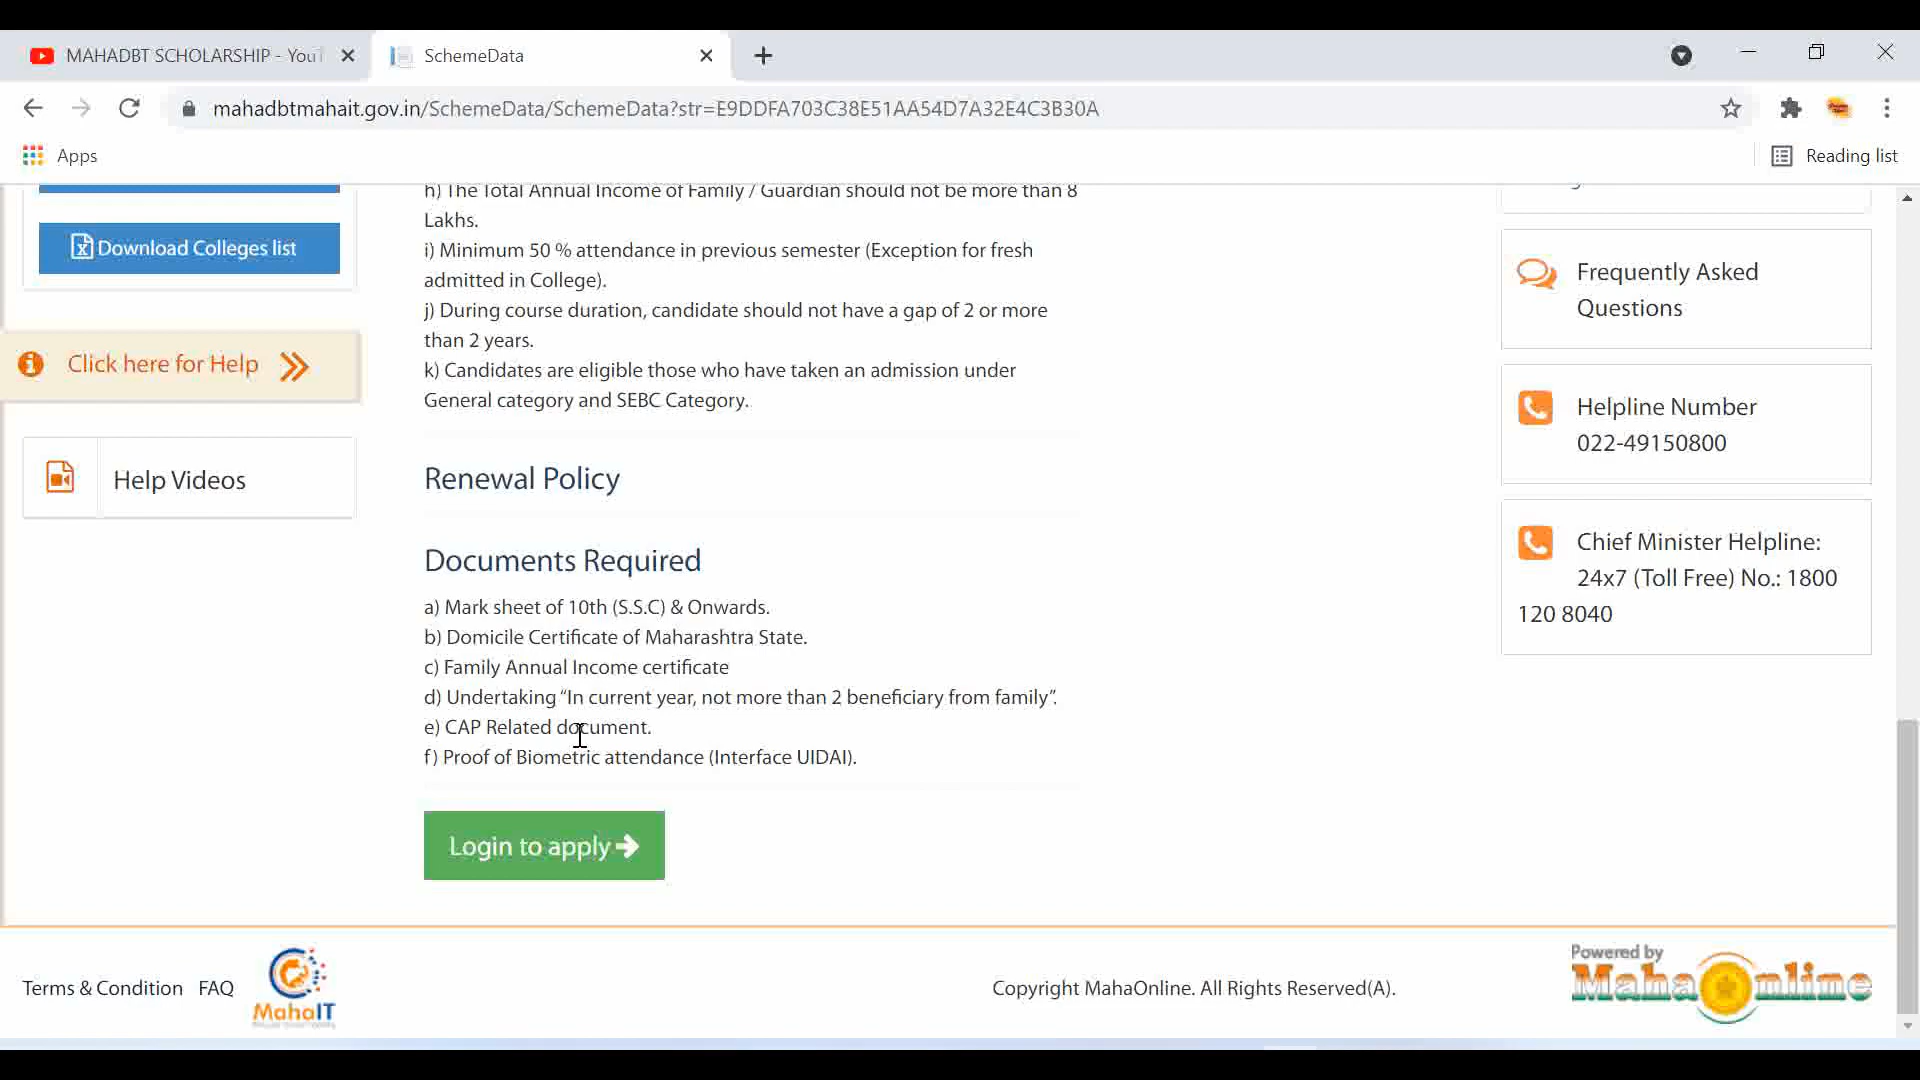 MAHADBT SCHOLARSHIP - YouT
SchemeData
mahadbtmahait.gov.in/SchemeData/SchemeData?str=E9DDFA703C38E51AA54D7A32E4C3B30A
Apps
Reading list
Download Colleges list
Click here for Help
Help Videos
h) The Total Annual Income of Family / Guardian should not be more than 8
Lakhs.
i) Minimum 50 % attendance in previous semester (Exception for fresh
admitted in College).
j) During course duration, candidate should not have a gap of 2 or more
than 2 years.
k) Candidates are eligible those who have taken an admission under
General category and SEBC Category.
Renewal Policy
Documents Required
a) Mark sheet of 10th (S.S.C) & Onwards.
b) Domicile Certificate of Maharashtra State.
c) Family Annual Income certificate
d) Undertaking “In current year, not more than 2 beneficiary from family”.
e) CAP Related document.
f) Proof of Biometric attendance (Interface UIDAI).
Login to apply
Frequently Asked
Questions
Helpline Number
022-49150800
Chief Minister Helpline:
24x7 (Toll Free) No.: 1800
120 8040
Terms & Condition FAQ
MahaIT
Copyright MahaOnline. All Rights Reserved(A).
Powered by
MahaOnline